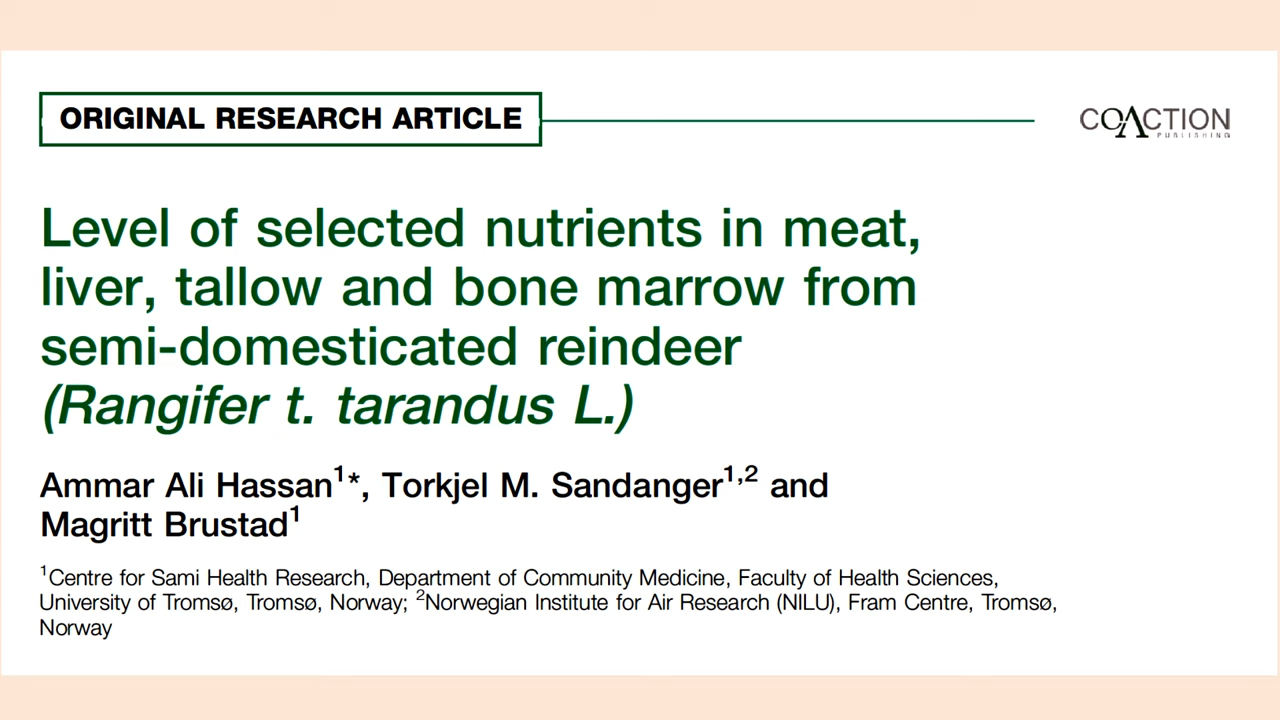 ORIGINAL RESEARCH ARTICLE
COACTION
PUBLISHING
Level of selected nutrients in meat,
liver, tallow and bone marrow from
semi-domesticated reindeer
(Rangifer t. tarandus L.)
Ammar Ali Hassan¹*, Torkjel M. Sandanger¹,² and
Magritt Brustad¹
¹Centre for Sami Health Research, Department of Community Medicine, Faculty of Health Sciences,
University of Tromsø, Tromsø, Norway; ²Norwegian Institute for Air Research (NILU), Fram Centre, Tromsø,
Norway